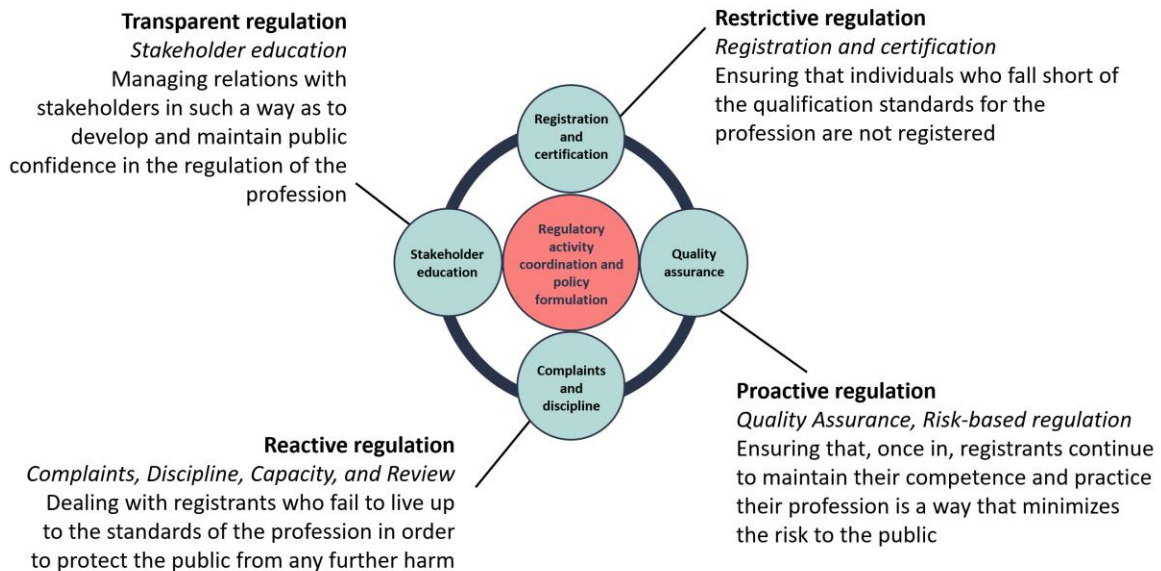 Transparent regulation
Stakeholder education
Managing relations with
stakeholders in such a way as to
develop and maintain public
confidence in the regulation of the
profession
Restrictive regulation
Registration and certification
Ensuring that individuals who fall short of
the qualification standards for the
profession are not registered
Registration
and
certification
Stakeholder
education
Regulatory
activity
coordination and
policy
formulation
Quality
assurance
Complaints
and
discipline
Reactive regulation
Complaints, Discipline, Capacity, and Review
Dealing with registrants who fail to live up
to the standards of the profession in order
to protect the public from any further harm
Proactive regulation
Quality Assurance, Risk-based regulation
Ensuring that, once in, registrants continue
to maintain their competence and practice
their profession is a way that minimizes
the risk to the public